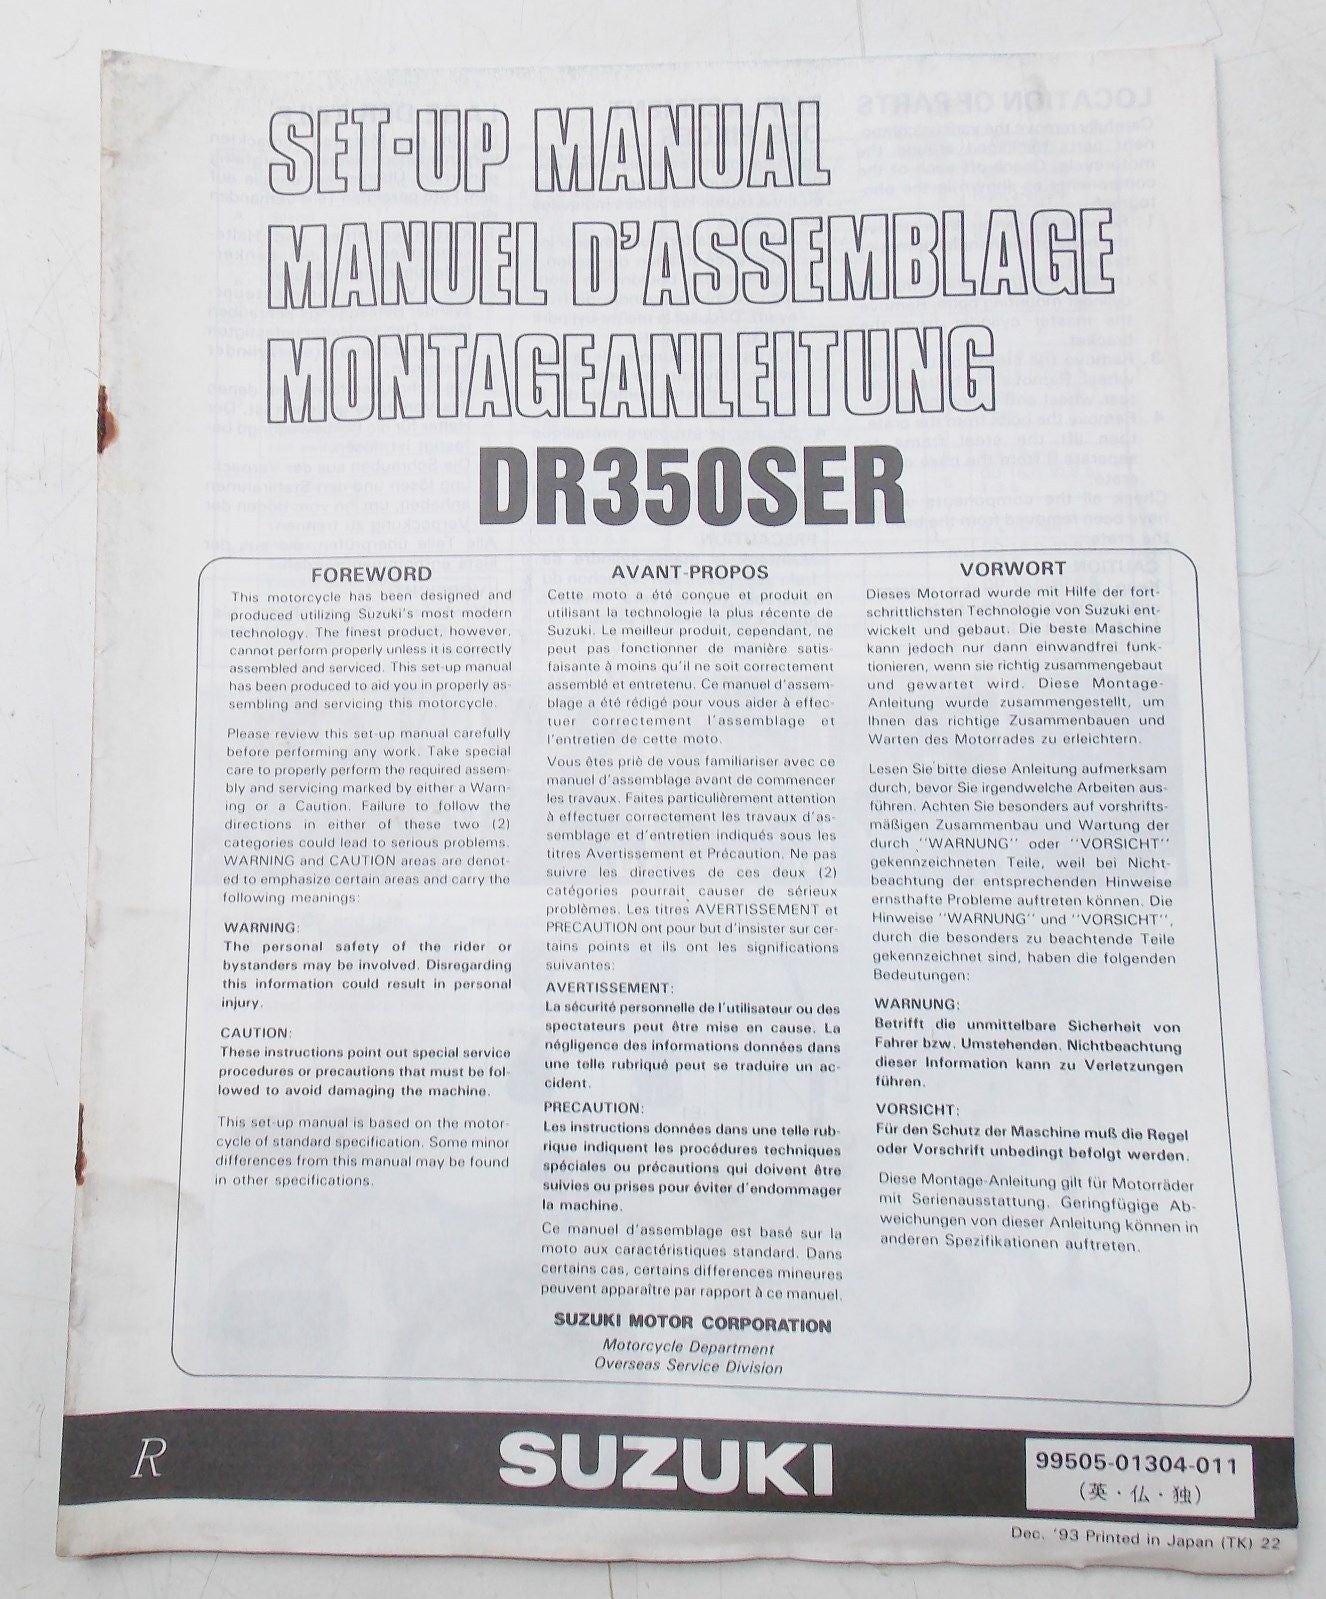 SET-UP MANUAL
MANUEL D'ASSEMBLAGE
MONTAGEANLEITUNG
DR350SER
FOREWORD
This motorcycle has been designed and
produced utilizing Suzuki's most modern
technology. The finest product, however,
cannot perform properly unless it is correctly
assembled and serviced. This set-up manual
has been produced to aid you in properly as-
sembling and servicing this motorcycle.
Please review this set-up manual carefully
before performing any work. Take special
care to properly perform the required assem-
bly and servicing marked by either a Warn-
ing or a Caution. Failure to follow the
directions in either of these two (2)
categories could lead to serious problems.
WARNING and CAUTION areas are denot-
ed to emphasize certain areas and carry the
following meanings:
WARNING:
The personal safety of the rider or
bystanders may be involved. Disregarding
this information could result in personal
injury.
CAUTION:
These instructions point out special service
procedures or precautions that must be fol-
lowed to avoid damaging the machine.
This set-up manual is based on the motor-
cycle of standard specification. Some minor
differences from this manual may be found
in other specifications.
AVANT-PROPOS
Cette moto a été conçue et produit en
utilisant la technologie la plus récente de
Suzuki. Le meilleur produit, cependant, ne
peut pas fonctionner de manière satis-
faisante à moins qu'il ne soit correctement
assemblé et entretenu. Ce manuel d'assem-
blage a été rédigé pour vous aider à effec-
tuer correctement l'assemblage et
l'entretien de cette moto.
Vous êtes priè de vous familiariser avec ce
manuel d'assemblage avant de commencer
les travaux. Faites particulièrement attention
à effectuer correctement les travaux d'as-
semblage et d'entretien indiqués sous les
titres Avertissement et Précaution. Ne pas
suivre les directives de ces deux (2)
catégories pourrait causer de sérieux
problèmes. Les titres AVERTISSEMENT et
PRECAUTION ont pour but d'insister sur cer-
tains points et ils ont les significations
suivantes:
AVERTISSEMENT:
La sécurité personnelle de l'utilisateur ou des
spectateurs peut être mise en cause. La
négligence des informations données dans
une telle rubriqué peut se traduire un ac-
cident.
PRECAUTION:
Les instructions données dans une telle rub-
rique indiquent les procédures techniques
spéciales ou précautions qui doivent être
suivies ou prises pour éviter d'endommager
la machine.
Ce manuel d'assemblage est basé sur la
moto aux caractéristiques standard. Dans
certains cas, certains differences mineures
peuvent apparaître par rapport à ce manuel.
VORWORT
Dieses Motorrad wurde mit Hilfe der fort-
schrittlichsten Technologie von Suzuki ent-
wickelt und gebaut. Die beste Maschine
kann jedoch nur dann einwandfrei funk-
tionieren, wenn sie richtig zusammengebaut
und gewartet wird. Diese Montage-
Anleitung wurde zusammengestellt, um
Ihnen das richtige Zusammenbauen und
Warten des Motorrades zu erleichtern.
Lesen Sie bitte diese Anleitung aufmerksam
durch, bevor Sie irgendwelche Arbeiten aus-
führen. Achten Sie besonders auf vorshrifts-
mäßigen Zusammenbau und Wartung der
durch "WARNUNG" oder "VORSICHT"
gekennzeichneten Teile, weil bei Nicht-
beachtung der entsprechenden Hinweise
ernsthafte Probleme auftreten können. Die
Hinweise "WARNUNG" und "VORSICHT",
durch die besonders zu beachtende Teile
gekennzeichnet sind, haben die folgenden
Bedeutungen:
WARNUNG:
Betrifft die unmittelbare Sicherheit von
Fahrer bzw. Umstehenden. Nichtbeachtung
dieser Information kann zu Verletzungen
führen.
VORSICHT:
Für den Schutz der Maschine muß die Regel
oder Vorschrift unbedingt befolgt werden.
Diese Montage-Anleitung gilt für Motorräder
mit Serienausstattung. Geringfügige Ab-
weichungen von dieser Anleitung können in
anderen Spezifikationen auftreten.
SUZUKI MOTOR CORPORATION
Motorcycle Department
Overseas Service Division
R
SUZUKI
99505-01304-011
(英・仏・独)
Dec. '93 Printed in Japan (TK) 22